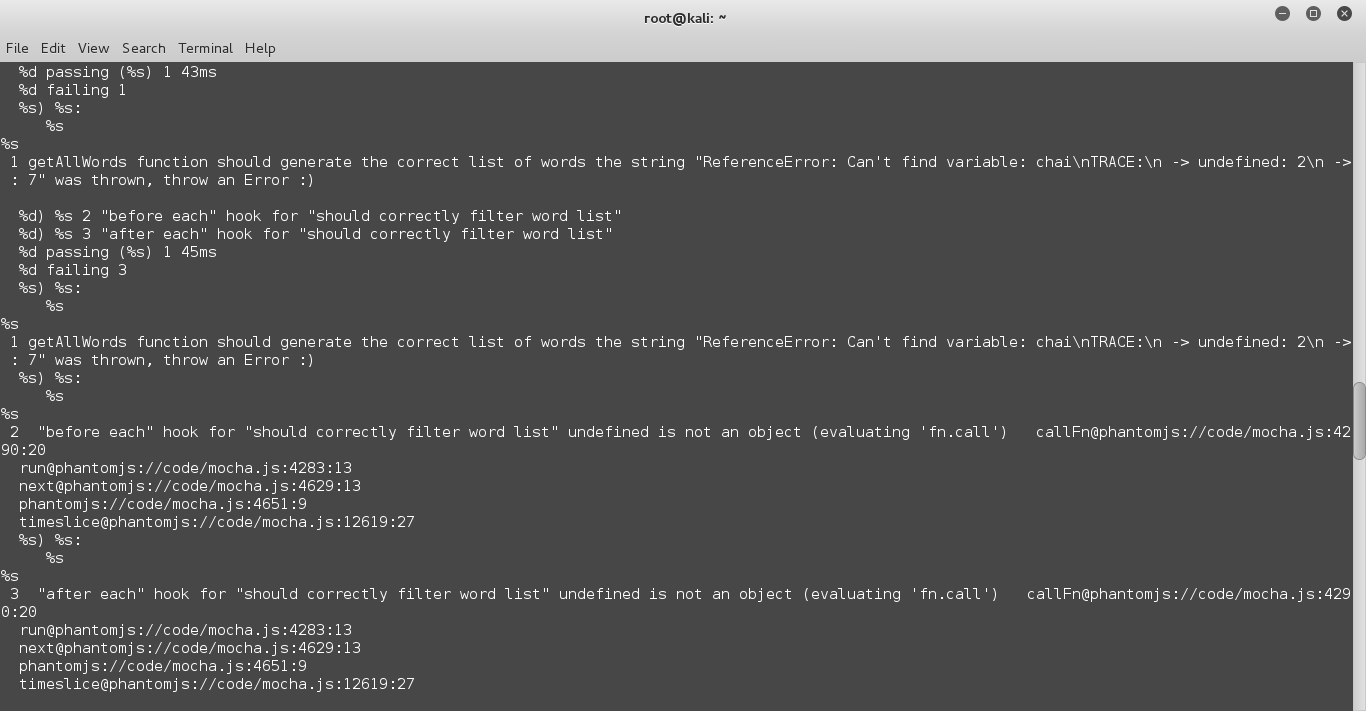 root@kali: ~
File Edit View Search Terminal Help
  %d passing (%s) 1 43ms
  %d failing 1
  %s) %s:
     %s
%s
 1 getAllWords function should generate the correct list of words the string "ReferenceError: Can't find variable: chai\nTRACE:\n -> undefined: 2\n ->
 : 7" was thrown, throw an Error :)
  %d) %s 2 "before each" hook for "should correctly filter word list"
  %d) %s 3 "after each" hook for "should correctly filter word list"
  %d passing (%s) 1 45ms
  %d failing 3
  %s) %s:
     %s
%s
 1 getAllWords function should generate the correct list of words the string "ReferenceError: Can't find variable: chai\nTRACE:\n -> undefined: 2\n ->
 : 7" was thrown, throw an Error :)
  %s) %s:
     %s
%s
 2  "before each" hook for "should correctly filter word list" undefined is not an object (evaluating 'fn.call')   callFn@phantomjs://code/mocha.js:42
90:20
  run@phantomjs://code/mocha.js:4283:13
  next@phantomjs://code/mocha.js:4629:13
  phantomjs://code/mocha.js:4651:9
  timeslice@phantomjs://code/mocha.js:12619:27
  %s) %s:
     %s
%s
 3  "after each" hook for "should correctly filter word list" undefined is not an object (evaluating 'fn.call')   callFn@phantomjs://code/mocha.js:429
0:20
  run@phantomjs://code/mocha.js:4283:13
  next@phantomjs://code/mocha.js:4629:13
  phantomjs://code/mocha.js:4651:9
  timeslice@phantomjs://code/mocha.js:12619:27